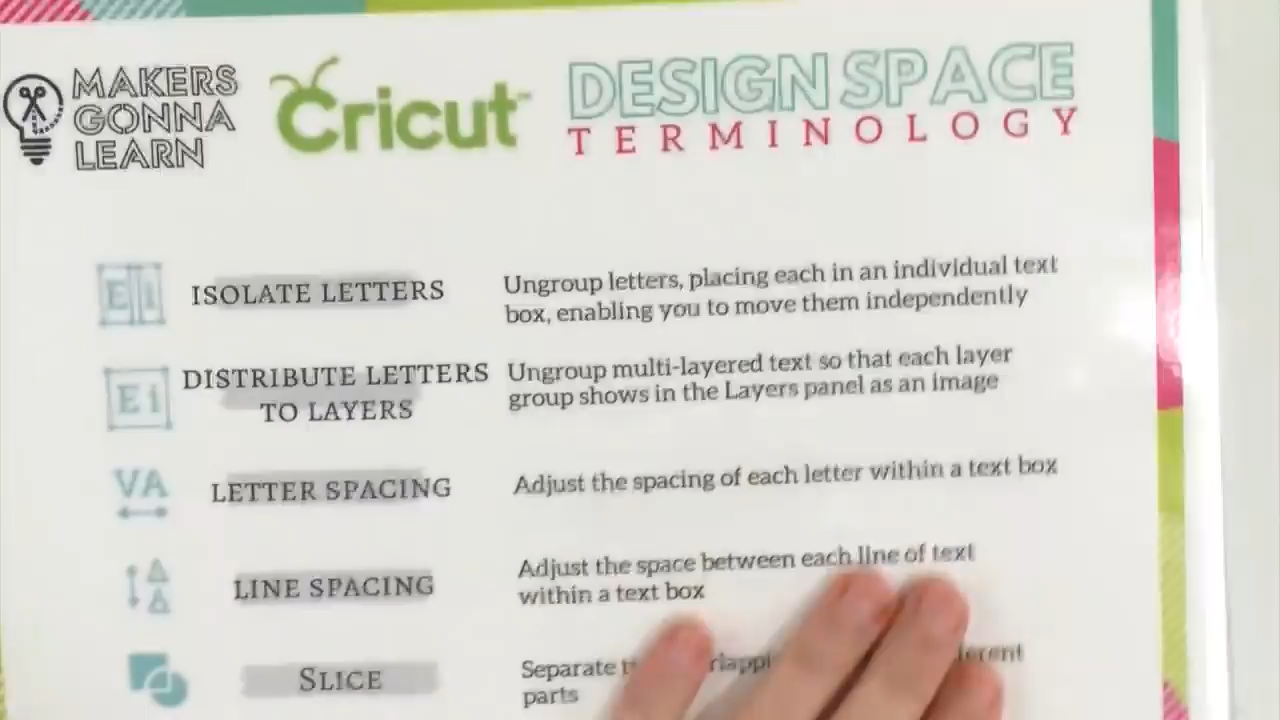 MAKERS
GONNA
LEARN
Cricut™
DESIGN SPACE
TERMINOLOGY
ISOLATE LETTERS
Ungroup letters, placing each in an individual text
box, enabling you to move them independently
DISTRIBUTE LETTERS
TO LAYERS
Ungroup multi-layered text so that each layer
group shows in the Layers panel as an image
VA
LETTER SPACING
Adjust the spacing of each letter within a text box
LINE SPACING
Adjust the space between each line of text
within a text box
SLICE
Separate
parts